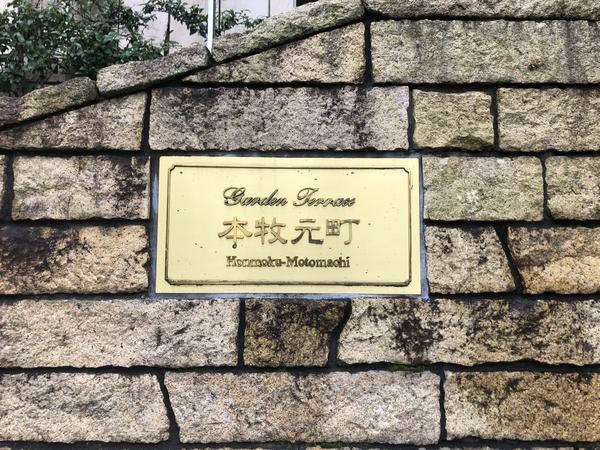 Garden Terrace
本牧元町
Honmoku-Motomachi